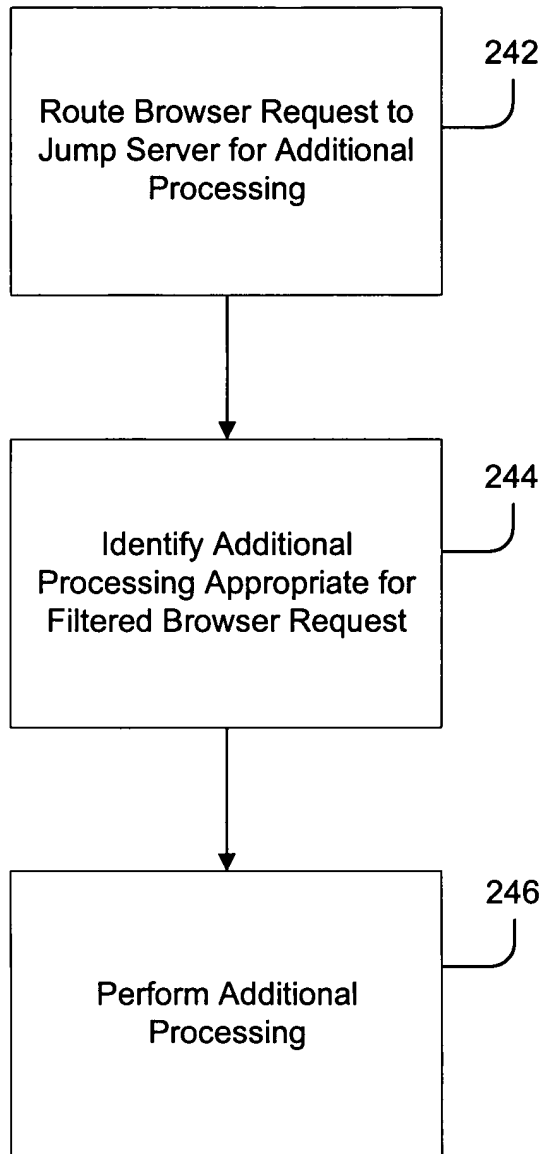 242
Route Browser Request to
Jump Server for Additional
Processing
244
Identify Additional
Processing Appropriate for
Filtered Browser Request
246
Perform Additional
Processing